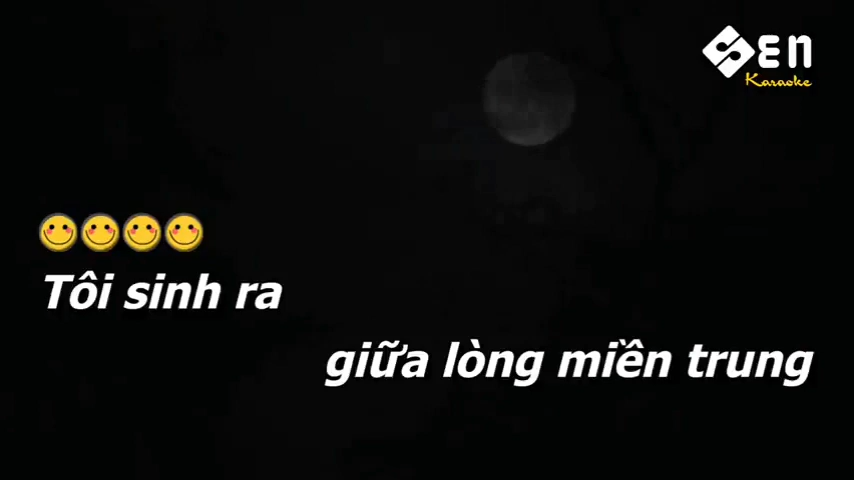 SEN
Karaoke
Tôi sinh ra
giữa lòng miền trung